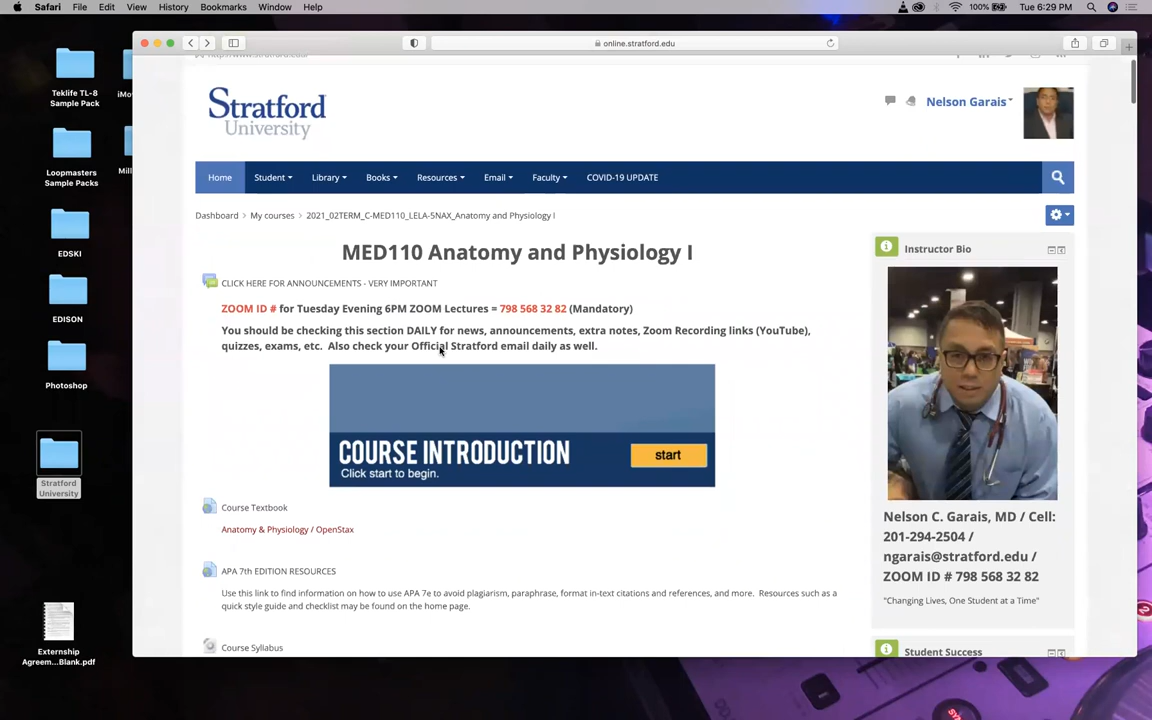 Safari File Edit View History Bookmarks Window Help
100% Tue 6:29 PM
online.stratford.edu
Teklife TL-8
Sample Pack
iMo
Loopmasters
Sample Packs
Mil
EDSKI
EDISON
Photoshop
Stratford
University
Externship
Agreem...Blank.pdf
Stratford
University
Nelson Garais
Home Student Library Books Resources Email Faculty COVID-19 UPDATE
Dashboard > My courses > 2021_02TERM_C-MED110_LELA-5NAX_Anatomy and Physiology I
MED110 Anatomy and Physiology I
CLICK HERE FOR ANNOUNCEMENTS - VERY IMPORTANT
ZOOM ID # for Tuesday Evening 6PM ZOOM Lectures = 798 568 32 82 (Mandatory)
You should be checking this section DAILY for news, announcements, extra notes, Zoom Recording links (YouTube),
quizzes, exams, etc. Also check your Official Stratford email daily as well.
COURSE INTRODUCTION
Click start to begin.
start
Course Textbook
Anatomy & Physiology / OpenStax
APA 7th EDITION RESOURCES
Use this link to find information on how to use APA 7e to avoid plagiarism, paraphrase, format in-text citations and references, and more. Resources such as a
quick style guide and checklist may be found on the home page.
Course Syllabus
Instructor Bio
Nelson C. Garais, MD / Cell:
201-294-2504 /
ngarais@stratford.edu /
ZOOM ID # 798 568 32 82
"Changing Lives, One Student at a Time"
Student Success